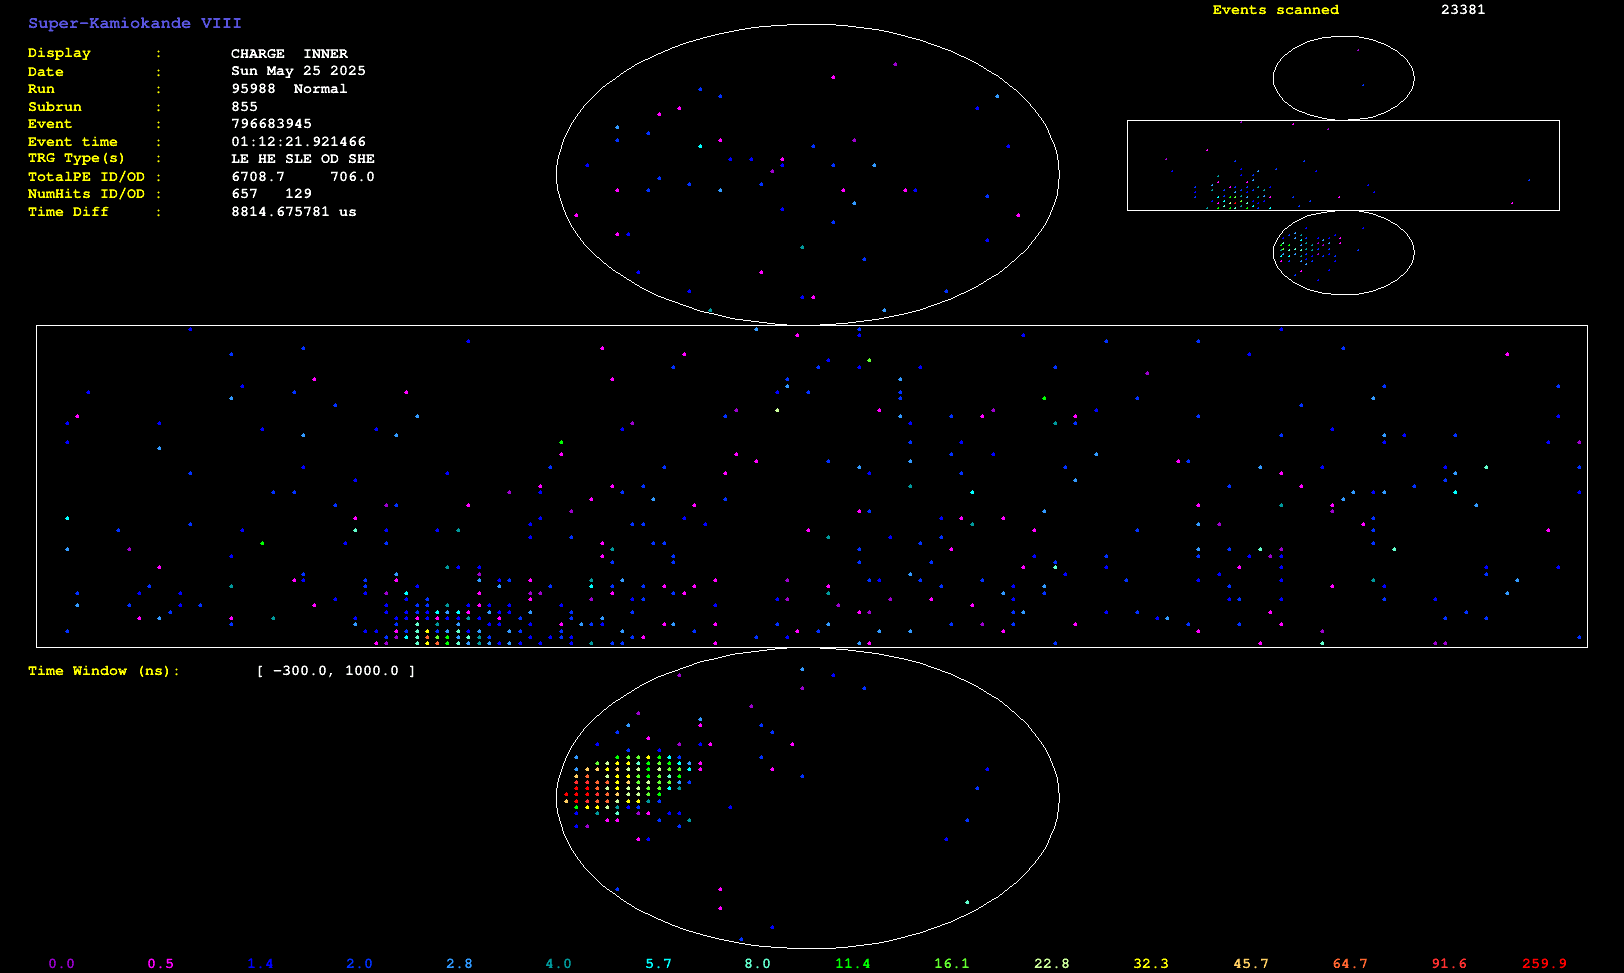 Super-Kamiokande VIII
Events scanned 23381
Display : CHARGE INNER
Date : Sun May 25 2025
Run : 95988 Normal
Subrun : 855
Event : 796683945
Event time : 01:12:21.921466
TRG Type(s) : LE HE SLE OD SHE
TotalPE ID/OD : 6708.7 706.0
NumHits ID/OD : 657 129
Time Diff : 8814.675781 us
Time Window (ns): [ -300.0, 1000.0 ]
0.0 0.5 1.4 2.0 2.8 4.0 5.7 8.0 11.4 16.1 22.8 32.3 45.7 64.7 91.6 259.9